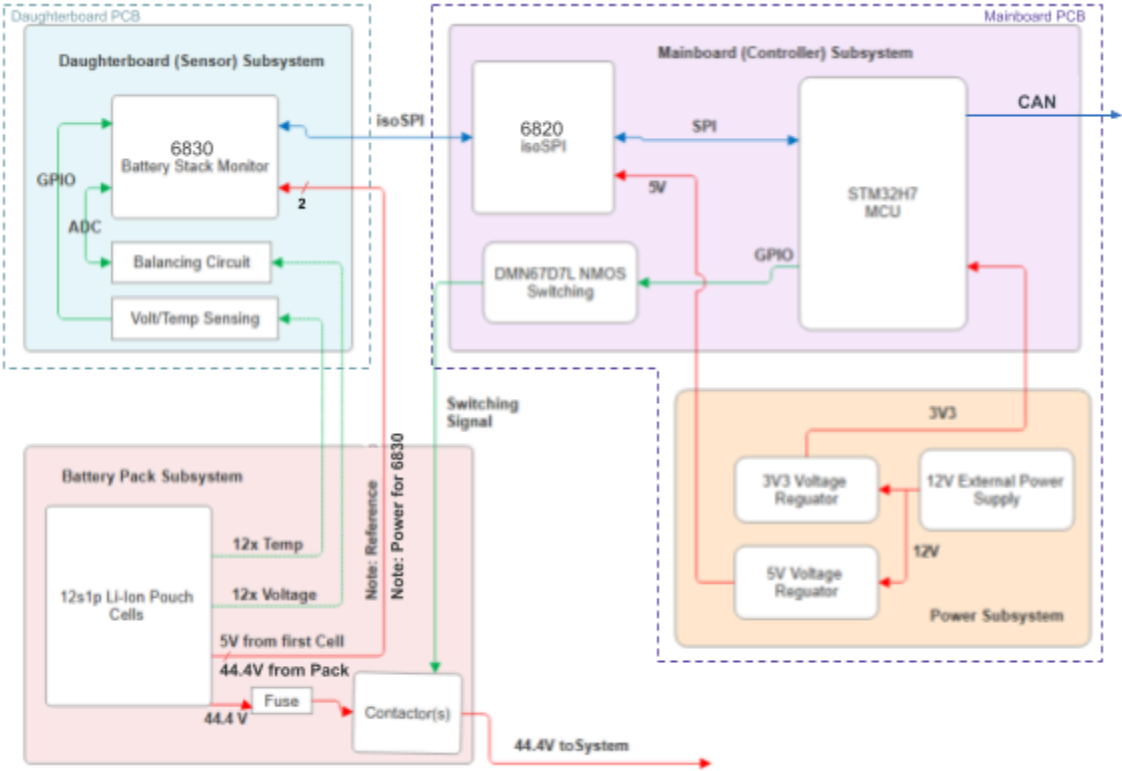 Daughterboard PCB
Mainboard PCB
Daughterboard (Sensor) Subsystem
Mainboard (Controller) Subsystem
6830
Battery Stack Monitor
isoSPI
6820
isoSPI
SPI
CAN
STM32H7
MCU
GPIO
2
5V
ADC
Balancing Circuit
GPIO
DMN67D7L NMOS
Switching
Volt/Temp Sensing
Switching
Signal
3V3
Battery Pack Subsystem
Note: Reference
Note: Power for 6830
3V3 Voltage
Reguator
12V External Power
Supply
12V
12x Temp
12s1p Li-Ion Pouch
Cells
12x Voltage
5V Voltage
Reguator
Power Subsystem
5V from first Cell
44.4V from Pack
44.4 V
Fuse
Contactor(s)
44.4V toSystem